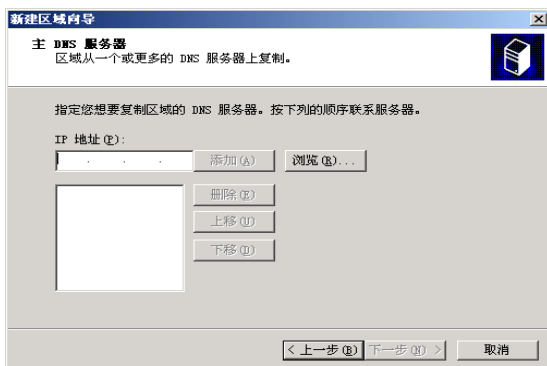 新建区域向导
主 DNS 服务器
区域从一个或更多的 DNS 服务器上复制。
指定您想要复制区域的 DNS 服务器。按下列的顺序联系服务器。
IP 地址(P):
添加(A) 浏览(R)...
删除(E)
上移(U)
下移(D)
< 上一步(B) 下一步(N) > 取消